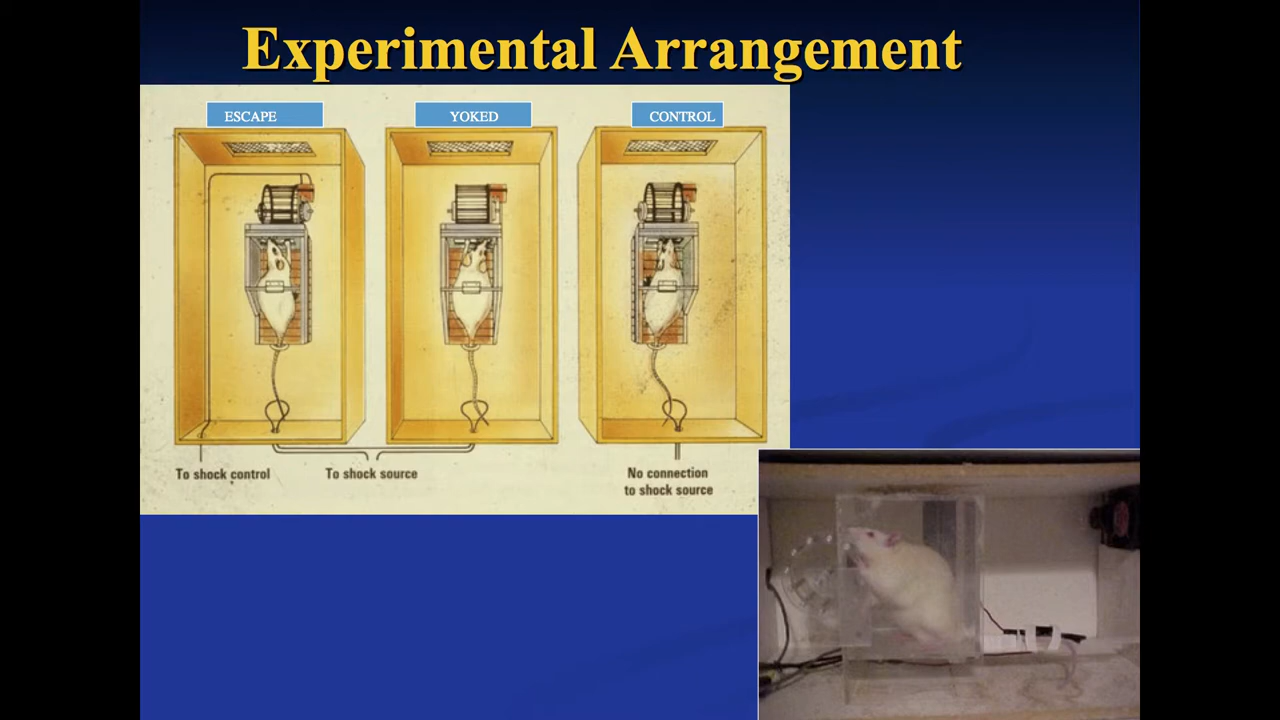 Experimental Arrangement
ESCAPE
YOKED
CONTROL
To shock control
To shock source
No connection
to shock source